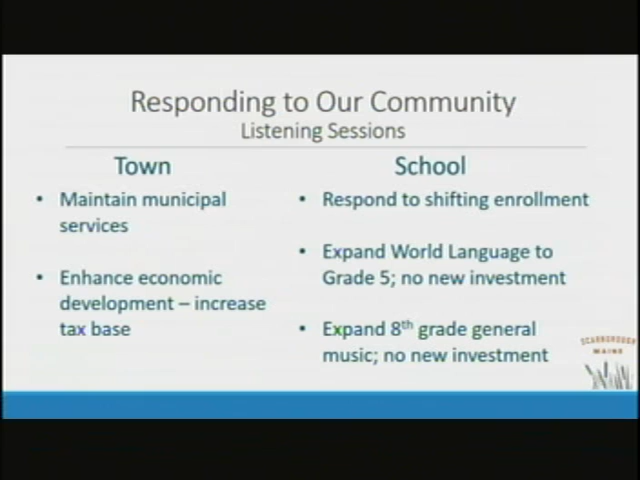 Responding to Our Community
Listening Sessions
Town
• Maintain municipal
services
• Enhance economic
development – increase
tax base
School
• Respond to shifting enrollment
• Expand World Language to
Grade 5; no new investment
• Expand 8th grade general
music; no new investment
SCARBOROUGH
MAINE